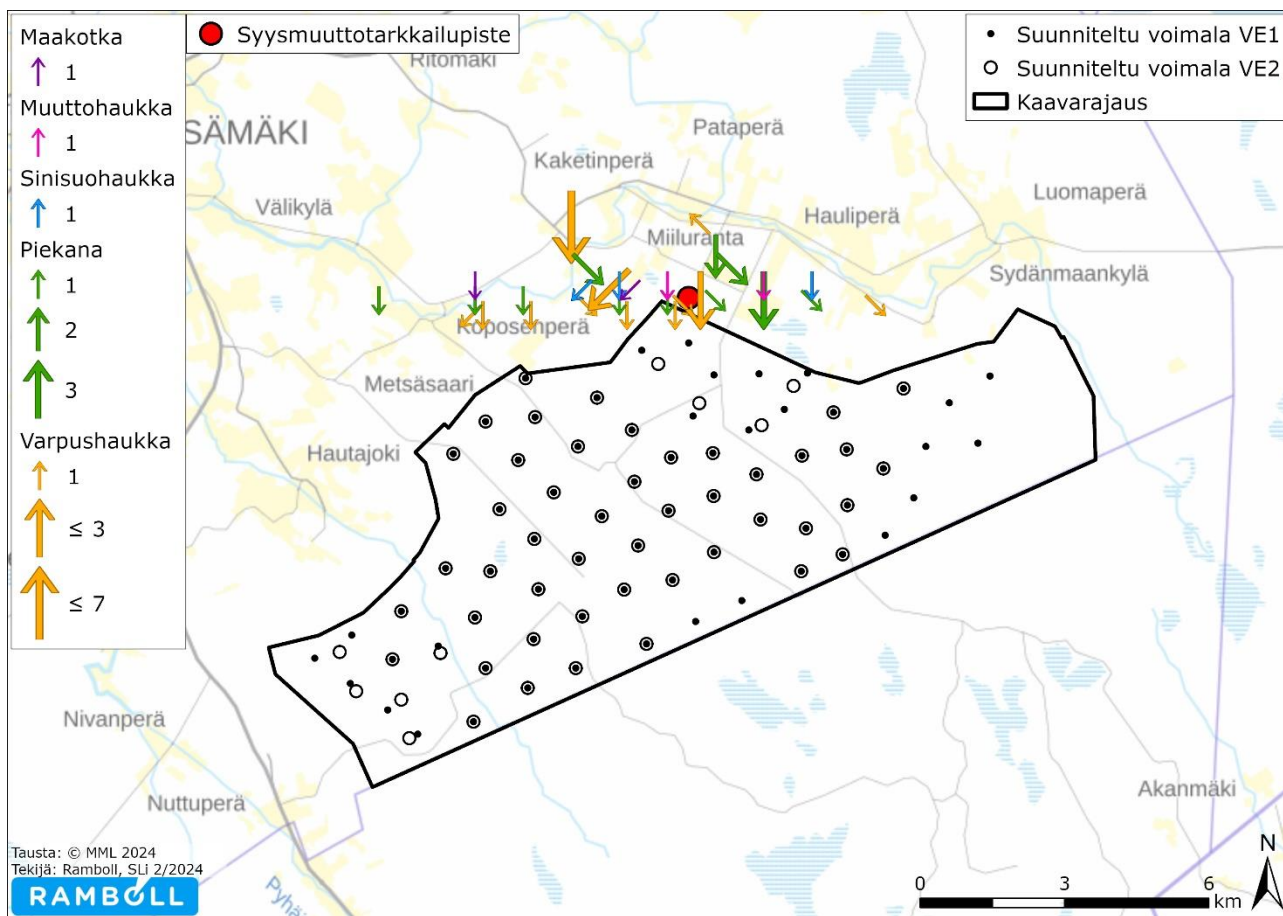 Maakotka
1
Muuttohaukka
1
Sinisuohaukka
1
Piekana
1
2
3
Varpushaukka
1
≤ 3
≤ 7
Syysmuuttotarkkailupiste
Suunniteltu voimala VE1
Suunniteltu voimala VE2
Kaavarajaus
Ritomäki
SÄMÄKI
Pataperä
Kaketinperä
Luomaperä
Välikylä
Hauliperä
Miiluranta
Sydänmaankylä
Koposenperä
Metsäsaari
Hautajoki
Nivanperä
Nuttuperä
Akanmäki
Pyhäj
Tausta: © MML 2024
Tekijä: Ramboll, SLi 2/2024
RAMBOLL
N
0 3 6
km